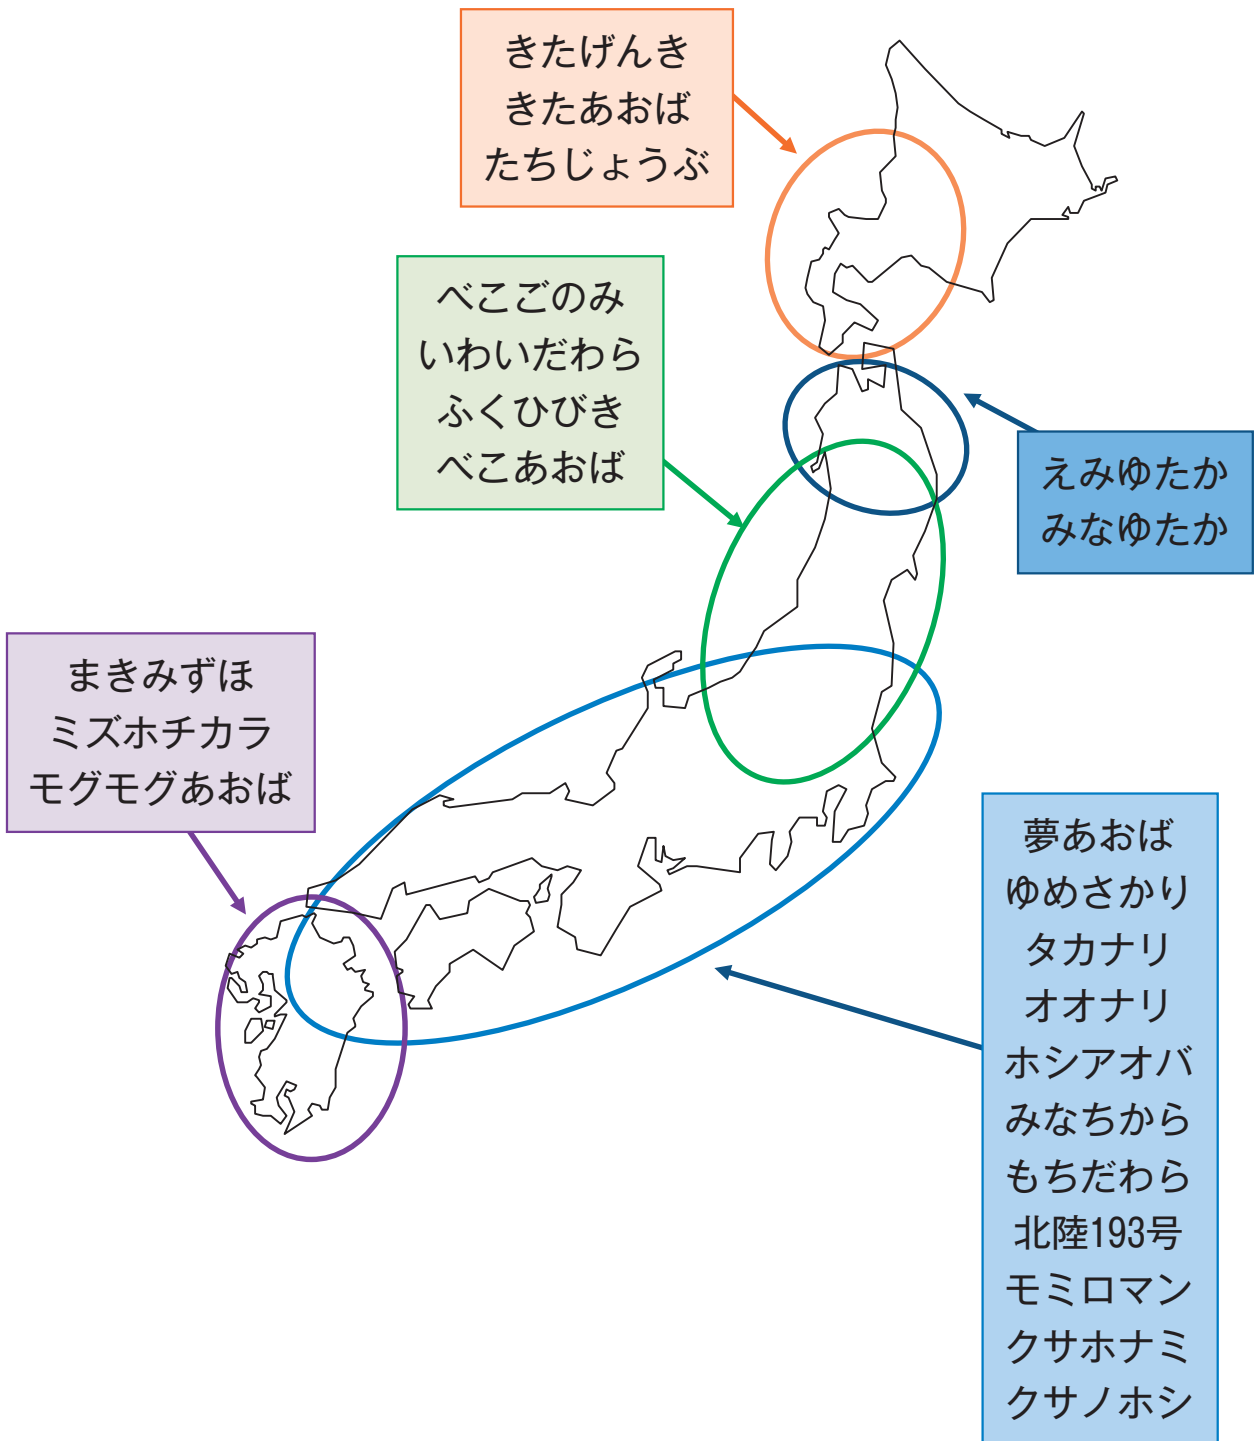 きたげんき
きたあおば
たちじょうぶ
べこごのみ
いわいだわら
ふくひびき
べこあおば
えみゆたか
みなゆたか
まきみずほ
ミズホチカラ
モグモグあおば
夢あおば
ゆめさかり
タカナリ
オオナリ
ホシアオバ
みなちから
もちだわら
北陸193号
モミロマン
クサホナミ
クサノホシ